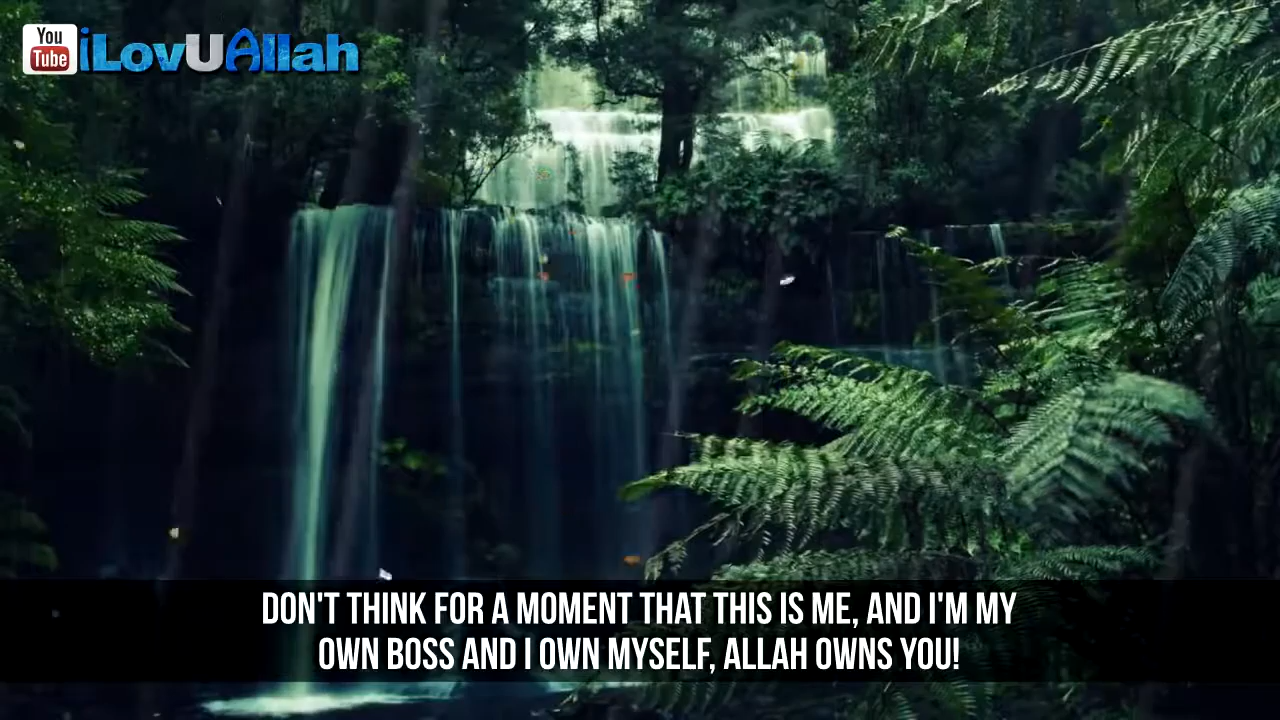 You
Tube iLovUAllah
DON'T THINK FOR A MOMENT THAT THIS IS ME, AND I'M MY
OWN BOSS AND I OWN MYSELF, ALLAH OWNS YOU!